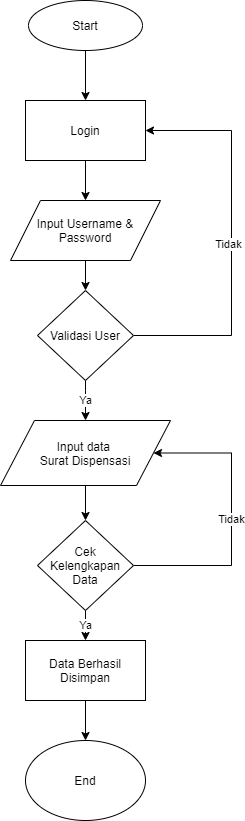 Start
Login
Input Username &
Password
Tidak
Validasi User
Ya
Input data
Surat Dispensasi
Tidak
Cek
Kelengkapan
Data
Ya
Data Berhasil
Disimpan
End